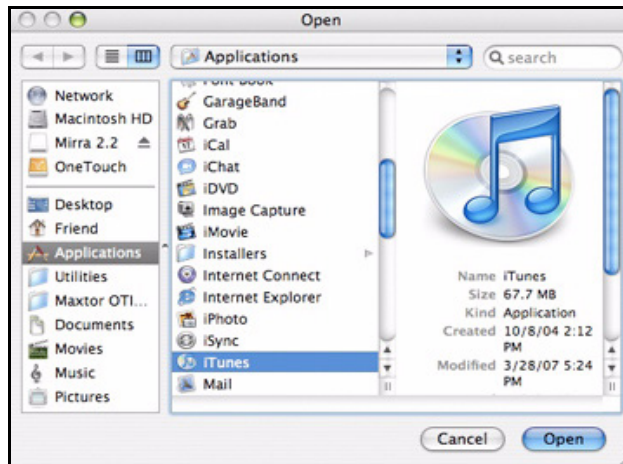 Open
Applications
search
Network
Macintosh HD
Mirra 2.2
OneTouch
Desktop
Friend
Applications
Utilities
Maxtor OTI...
Documents
Movies
Music
Pictures
Font Book
GarageBand
Grab
iCal
iChat
iDVD
Image Capture
iMovie
Installers
Internet Connect
Internet Explorer
iPhoto
iSync
iTunes
Mail
Name iTunes
Size 67.7 MB
Kind Application
Created 10/8/04 2:12
PM
Modified 3/28/07 5:24
PM
Cancel
Open